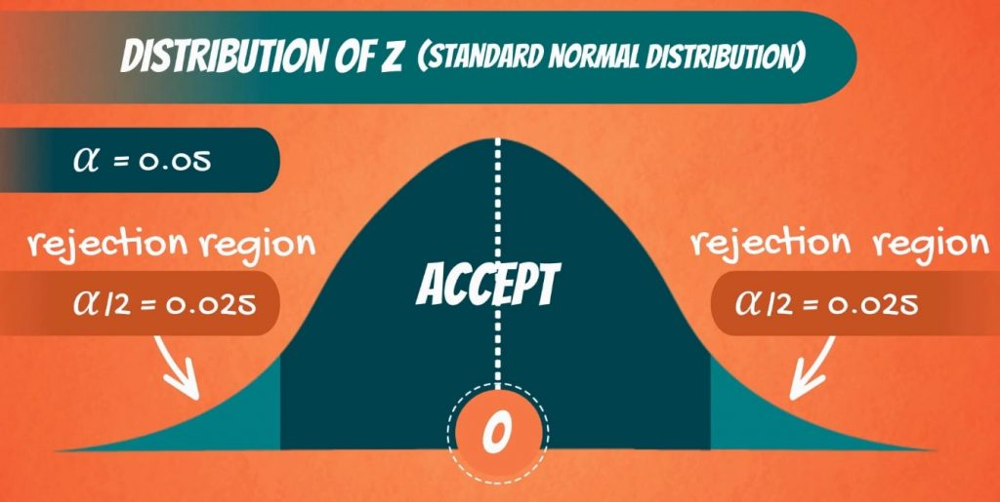 DISTRIBUTION OF Z (STANDARD NORMAL DISTRIBUTION)
α = 0.05
rejection region
α/2 = 0.025
rejection region
α/2 = 0.025
ACCEPT
0